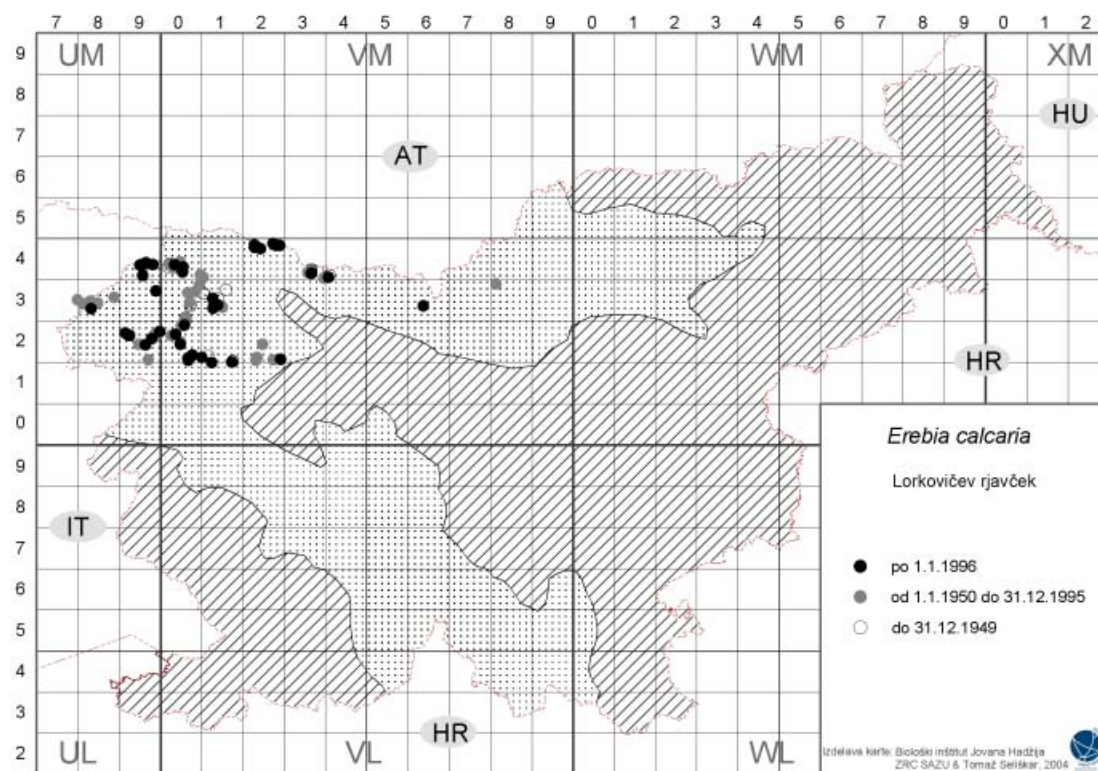 7 8 9 0 1 2 3 4 5 6 7 8 9 0 1 2 3 4 5 6 7 8 9 0 1 2
9 UM VM WM XM
8
HU
7
AT
6
5
4
3
2
1
HR
0
Erebia calcaria
9
Lorkovičev rjavček
8
IT
7
po 1.1.1996
6
od 1.1.1950 do 31.12.1995
5
do 31.12.1949
4
3
HR
2 UL VL WL
Izdelava karte: Biološki inštitut Jovana Hadžija
ZRC SAZU & Tomaž Seliškar, 2004